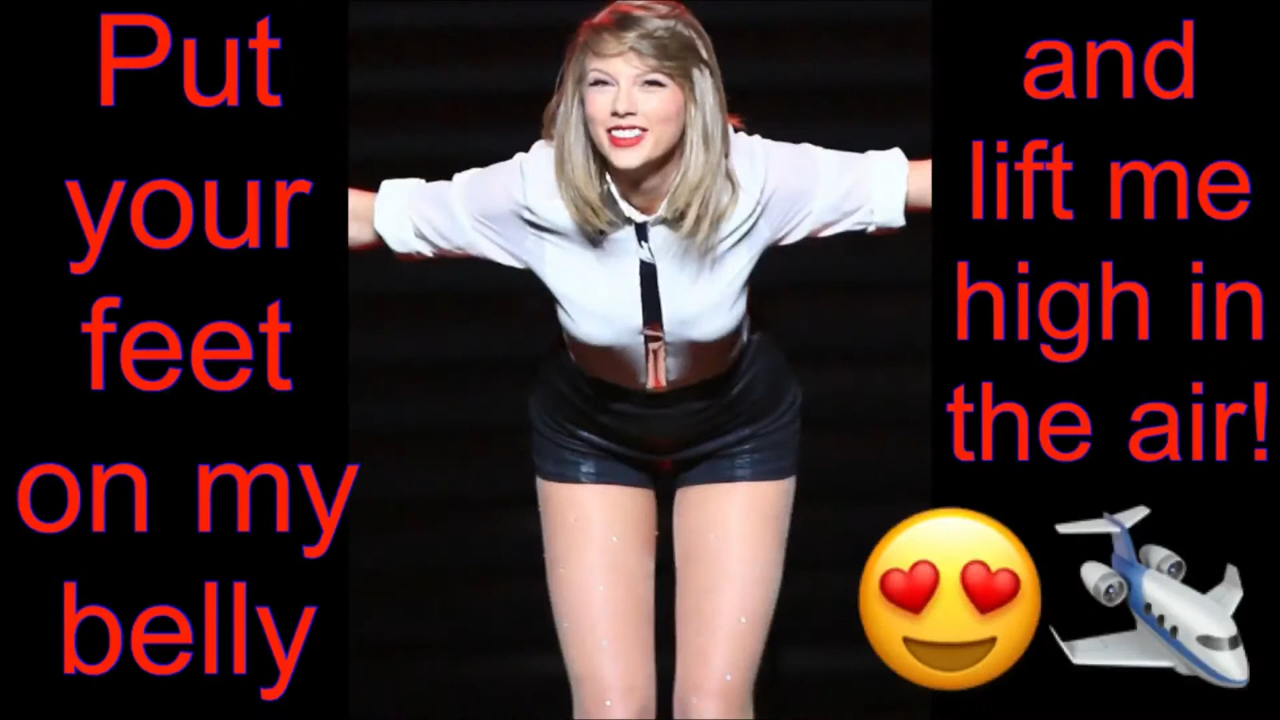 Put
your
feet
on my
belly
and
lift me
high in
the air!